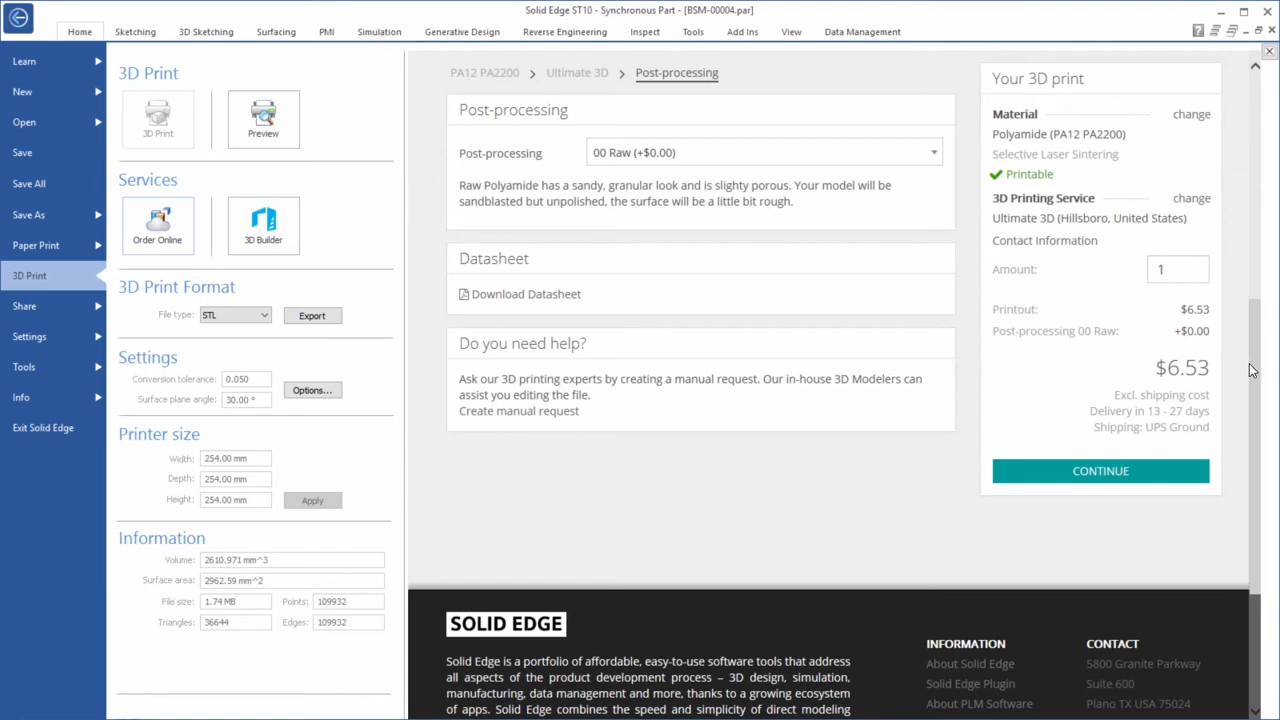 Solid Edge ST10 - Synchronous Part - [BSM-00004.par]
Home
Sketching
3D Sketching
Surfacing
PMI
Simulation
Generative Design
Reverse Engineering
Inspect
Tools
Add Ins
View
Data Management
Learn
New
Open
Save
Save All
Save As
Paper Print
3D Print
Share
Settings
Tools
Info
Exit Solid Edge
3D Print
3D Print
Preview
Services
Order Online
3D Builder
3D Print Format
File type: STL
Export
Settings
Conversion tolerance: 0.050
Surface plane angle: 30.00 °
Options...
Printer size
Width: 254.00 mm
Depth: 254.00 mm
Height: 254.00 mm
Apply
Information
Volume: 2610.971 mm^3
Surface area: 2962.59 mm^2
File size: 1.74 MB Points: 109932
Triangles: 36644 Edges: 109932
PA12 PA2200 > Ultimate 3D > Post-processing
Post-processing
Post-processing 00 Raw (+$0.00)
Raw Polyamide has a sandy, granular look and is slighty porous. Your model will be
sandblasted but unpolished, the surface will be a little bit rough.
Datasheet
Download Datasheet
Do you need help?
Ask our 3D printing experts by creating a manual request. Our in-house 3D Modelers can
assist you editing the file.
Create manual request
Your 3D print
Material change
Polyamide (PA12 PA2200)
Selective Laser Sintering
Printable
3D Printing Service change
Ultimate 3D (Hillsboro, United States)
Contact Information
Amount: 1
Printout: $6.53
Post-processing 00 Raw: +$0.00
$6.53
Excl. shipping cost
Delivery in 13 - 27 days
Shipping: UPS Ground
CONTINUE
SOLID EDGE
Solid Edge is a portfolio of affordable, easy-to-use software tools that address
all aspects of the product development process – 3D design, simulation,
manufacturing, data management and more, thanks to a growing ecosystem
of apps. Solid Edge combines the speed and simplicity of direct modeling
INFORMATION
About Solid Edge
Solid Edge Plugin
About PLM Software
CONTACT
5800 Granite Parkway
Suite 600
Plano TX USA 75024